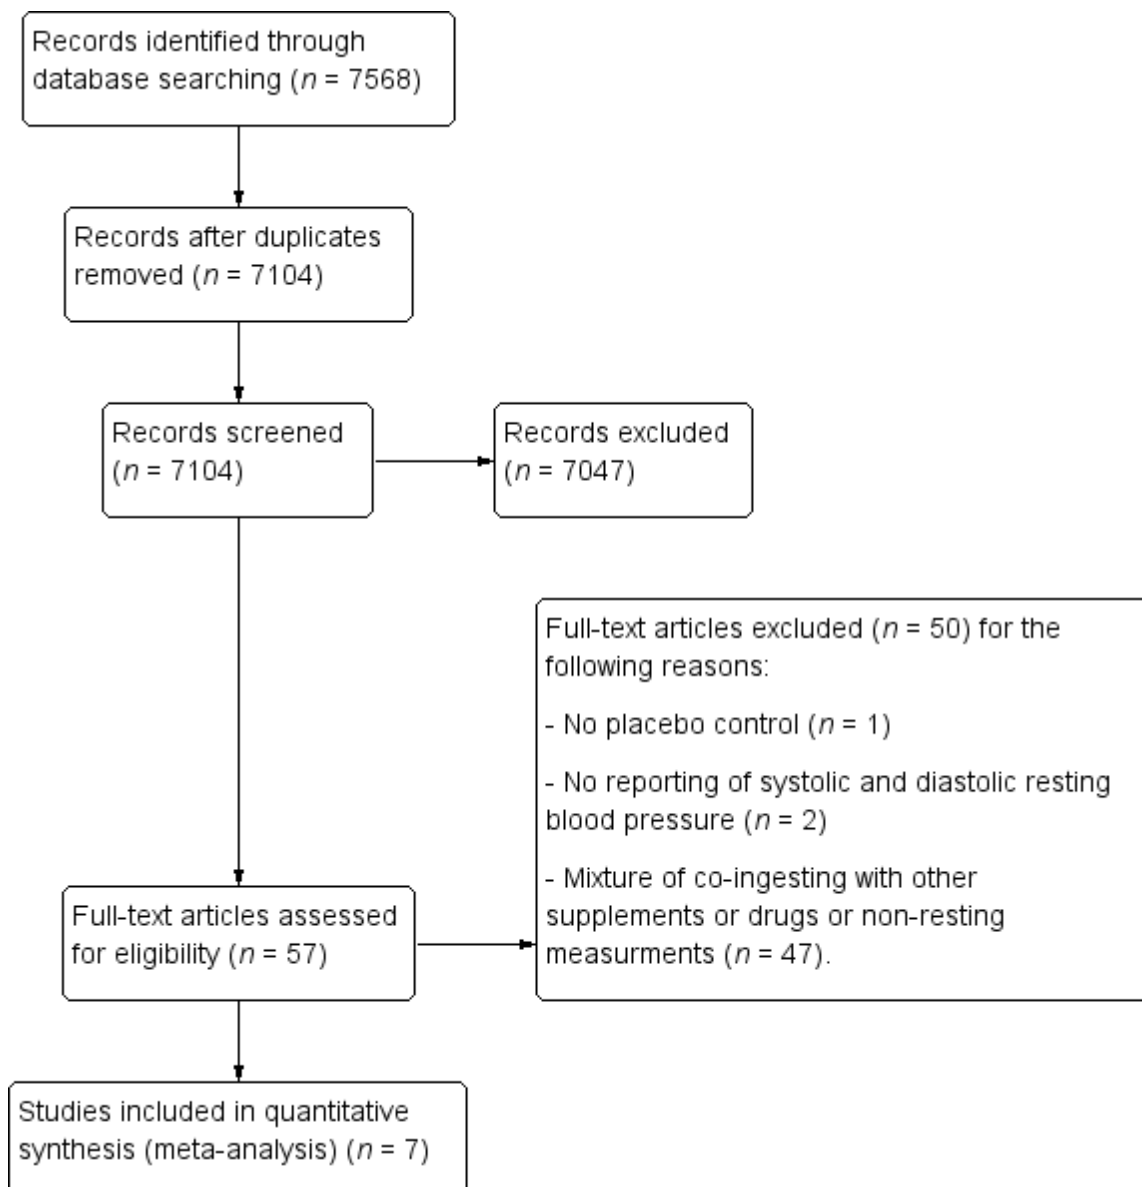 Records identified through
database searching (n = 7568)
Records after duplicates
removed (n = 7104)
Records screened
(n = 7104)
Records excluded
(n = 7047)
Full-text articles excluded (n = 50) for the
following reasons:
- No placebo control (n = 1)
- No reporting of systolic and diastolic resting
blood pressure (n = 2)
- Mixture of co-ingesting with other
supplements or drugs or non-resting
measurments (n = 47).
Full-text articles assessed
for eligibility (n = 57)
Studies included in quantitative
synthesis (meta-analysis) (n = 7)